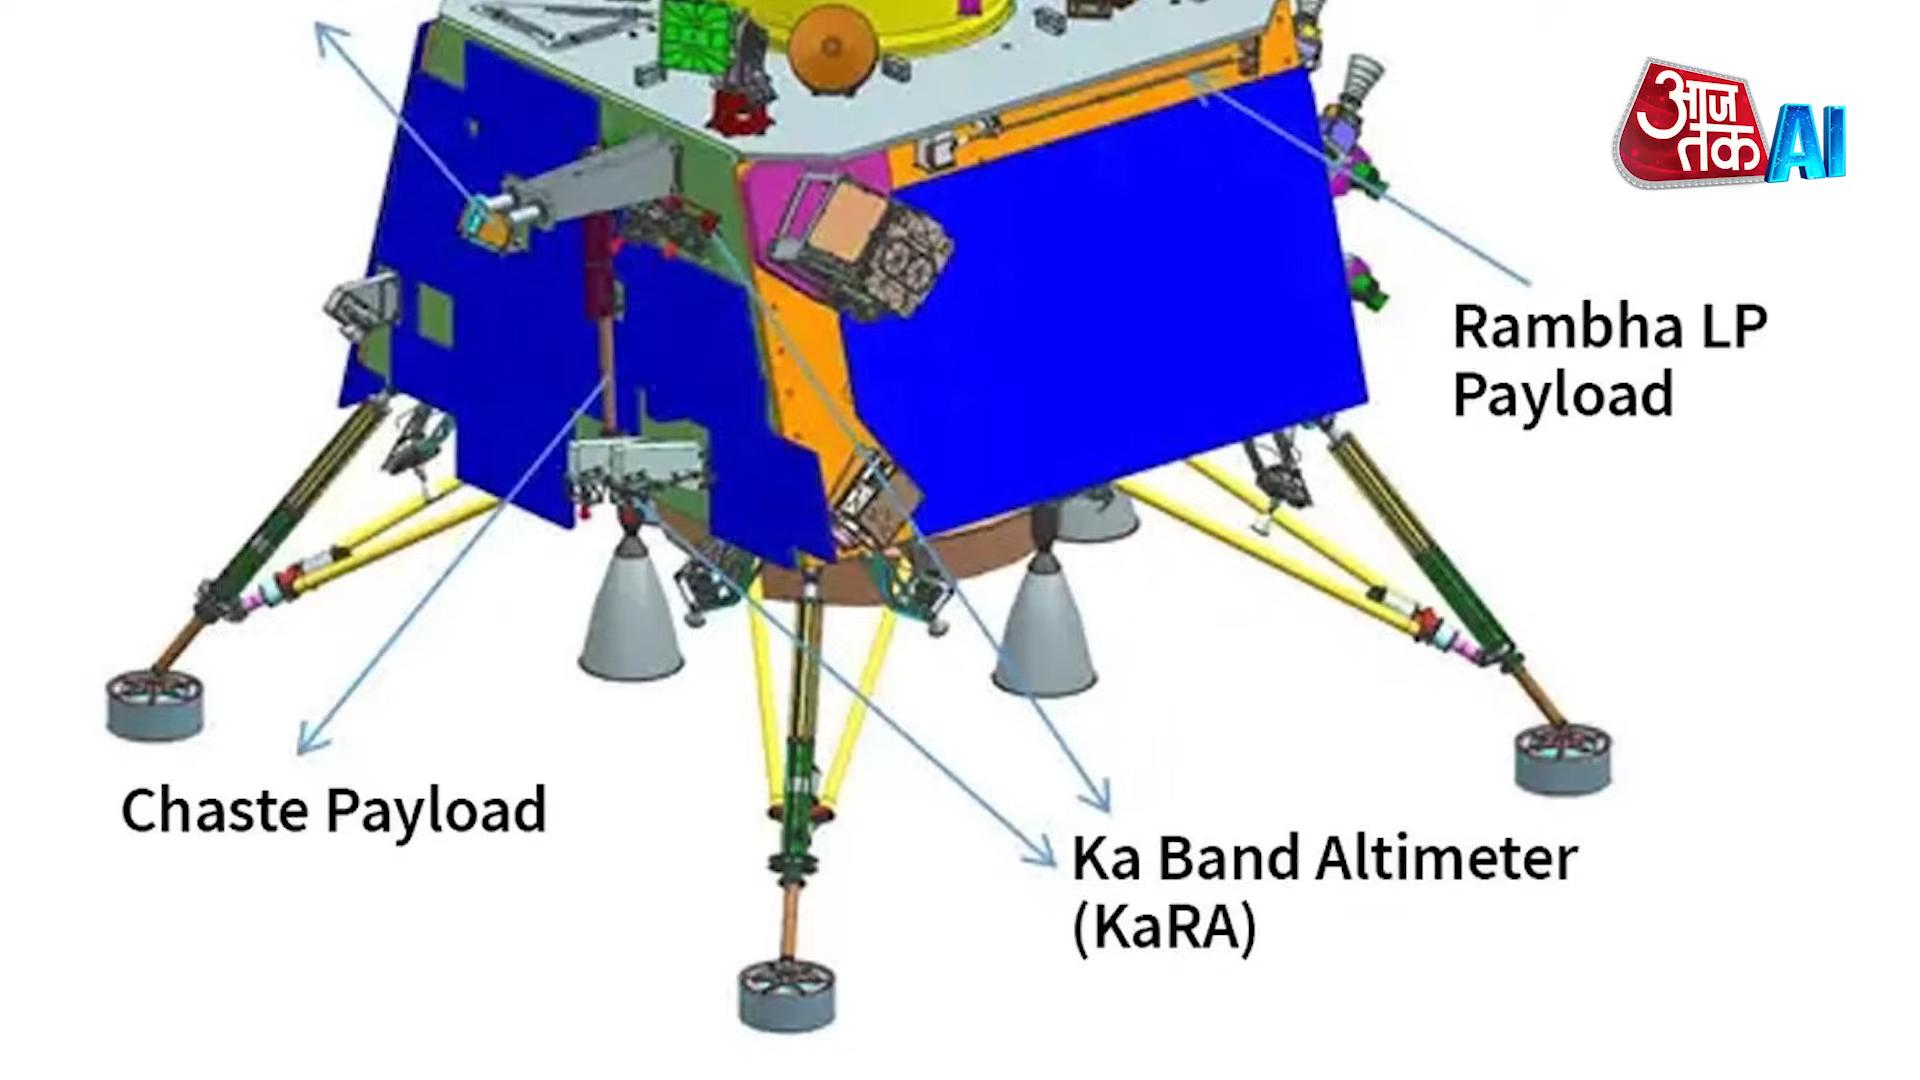 आज
तक AI
Rambha LP
Payload
Chaste Payload
Ka Band Altimeter
(KaRA)